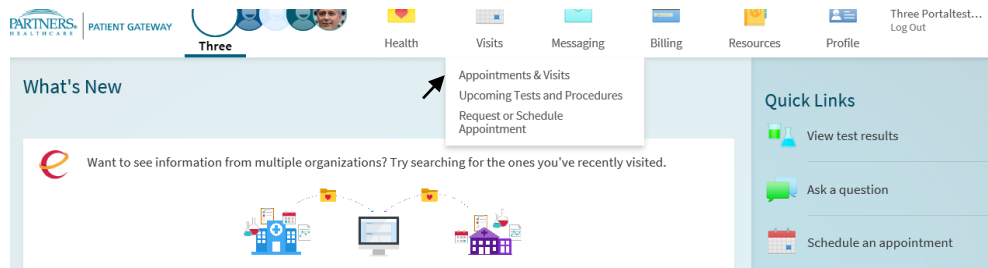 PARTNERS.
HEALTHCARE
PATIENT GATEWAY
Three
Health
Visits
Messaging
Billing
Resources
Profile
Three Portaltest...
Log Out
What's New
Appointments & Visits
Upcoming Tests and Procedures
Request or Schedule
Appointment
Want to see information from multiple organizations? Try searching for the ones you've recently visited.
Quick Links
View test results
Ask a question
Schedule an appointment